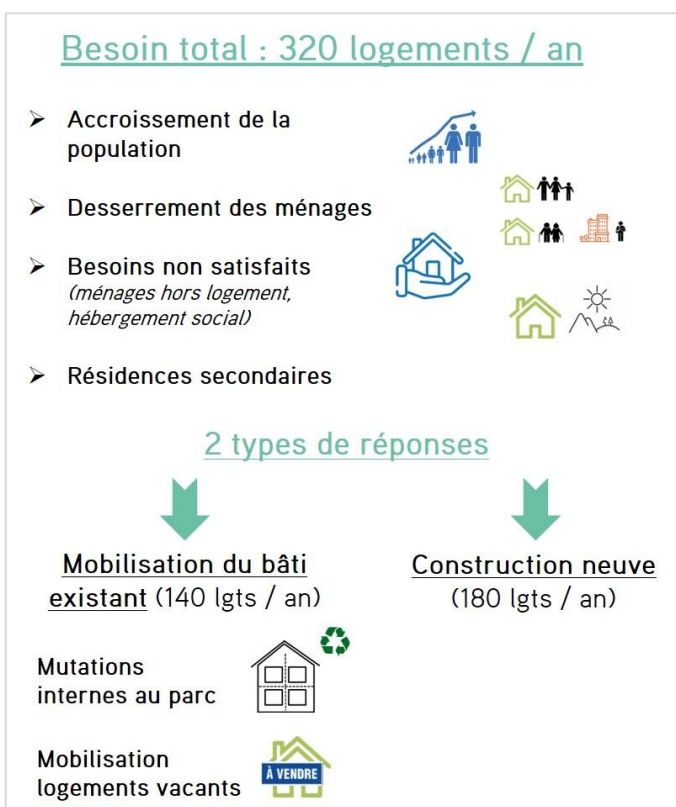 Besoin total : 320 logements / an
Accroissement de la
population
Desserrement des ménages
Besoins non satisfaits
(ménages hors logement,
hébergement social)
Résidences secondaires
2 types de réponses
Mobilisation du bâti
existant (140 lgts / an)
Construction neuve
(180 lgts / an)
Mutations
internes au parc
Mobilisation
logements vacants
À VENDRE